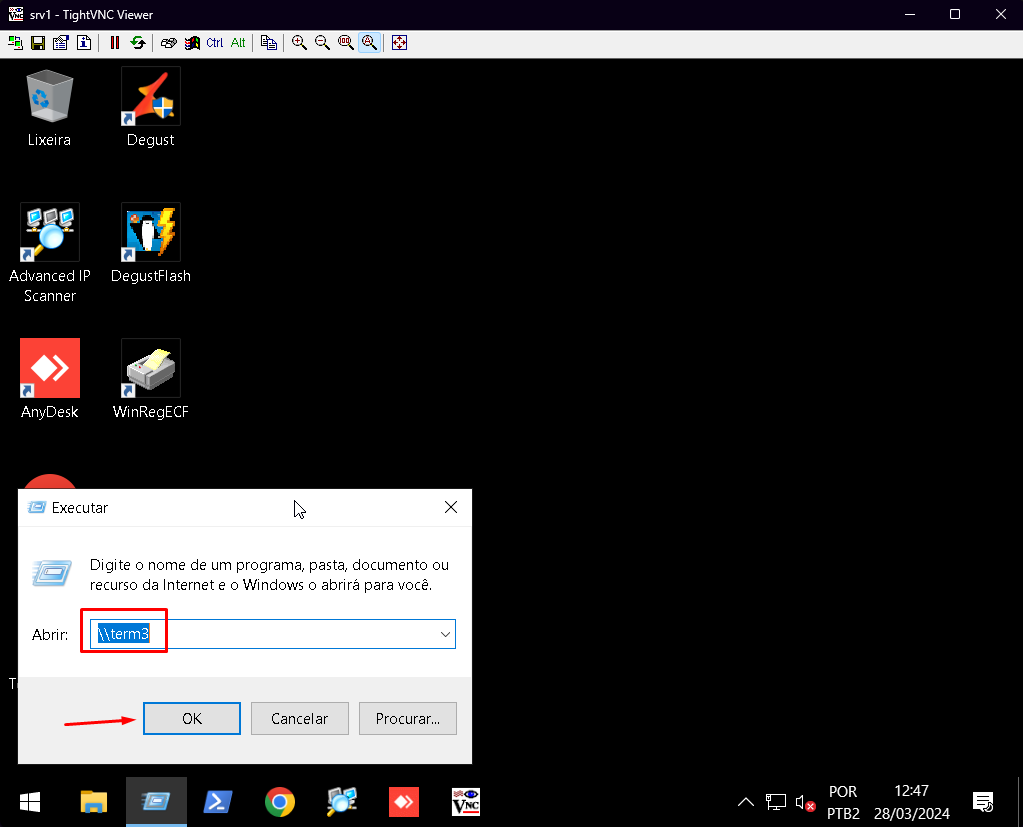 srv1 - TightVNC Viewer
Ctrl Alt
Lixeira
Degust
Advanced IP
Scanner
DegustFlash
AnyDesk
WinRegECF
Executar
Digite o nome de um programa, pasta, documento ou
recurso da Internet e o Windows o abrirá para você.
Abrir:
\\term3
OK
Cancelar
Procurar...
VNC
POR
PTB2
12:47
28/03/2024